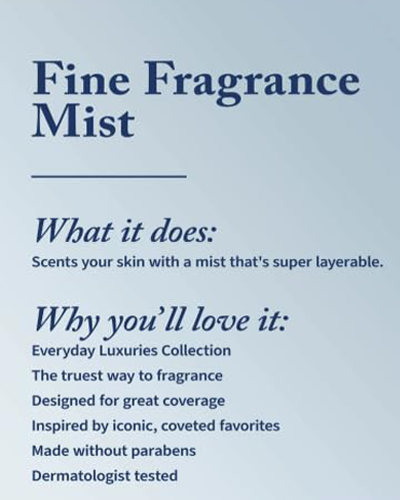 Fine Fragrance
Mist
What it does:
Scents your skin with a mist that's super layerable.
Why you'll love it:
Everyday Luxuries Collection
The truest way to fragrance
Designed for great coverage
Inspired by iconic, coveted favorites
Made without parabens
Dermatologist tested